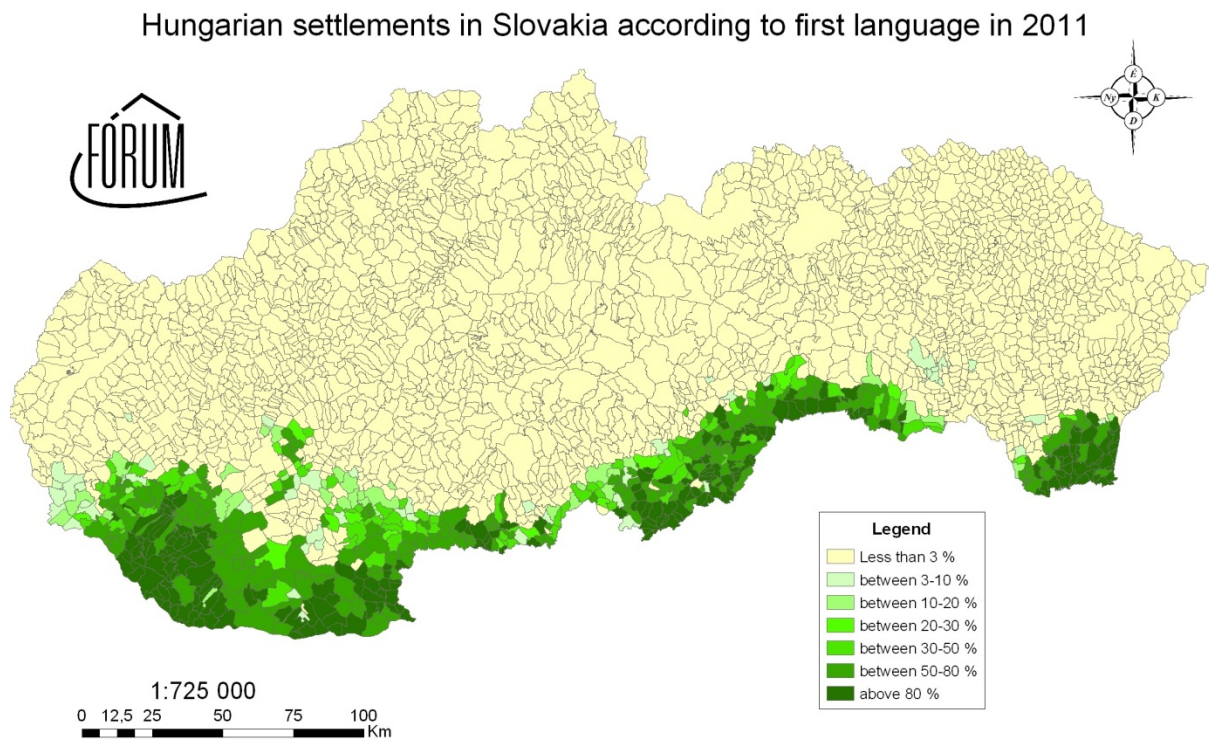 Hungarian settlements in Slovakia according to first language in 2011
FÓRUM
É
Ny
K
D
Legend
Less than 3 %
between 3-10 %
between 10-20 %
between 20-30 %
between 30-50 %
between 50-80 %
above 80 %
1:725 000
0 12,5 25 50 75 100
Km